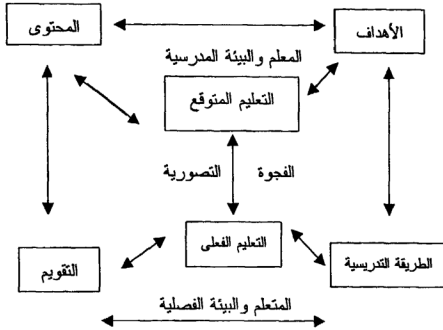 الأهداف
المحتوى
المعلم والبيئة المدرسية
التعليم المتوقع
الفجوة
التصورية
التعليم الفعلى
الطريقة التدريسية
التقويم
المتعلم والبيئة الفصلية